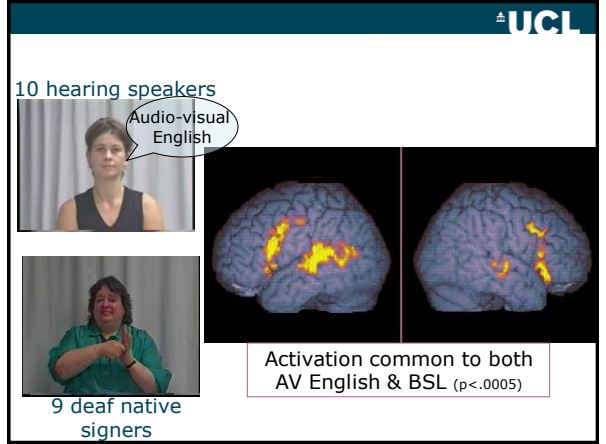 UCL
10 hearing speakers
Audio-visual
English
Activation common to both
AV English & BSL (p<.0005)
9 deaf native
signers